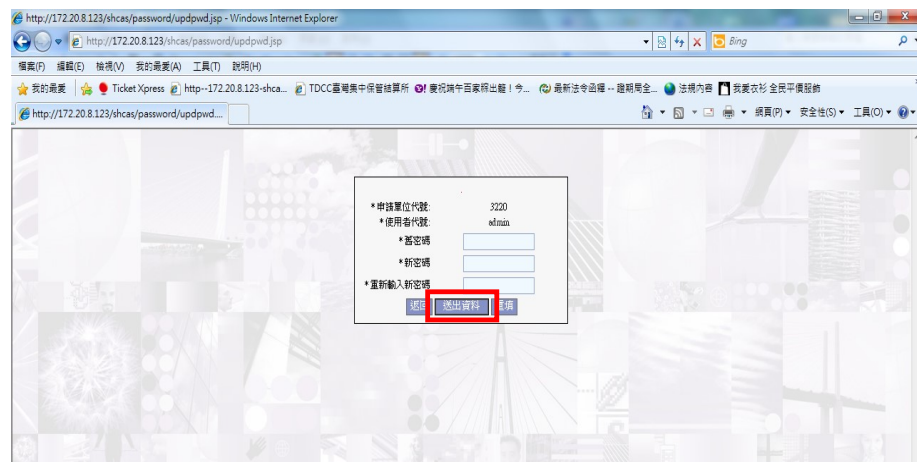 http://172.20.8.123/shcas/password/updpwd.jsp - Windows Internet Explorer
http://172.20.8.123/shcas/password/updpwd.jsp
Bing
檔案(F) 編輯(E) 檢視(V) 我的最愛(A) 工具(T) 說明(H)
我的最愛 Ticket Xpress http--172.20.8.123-shca... TDCC臺灣集中保管結算所 慶祝端午百家粽出籠！今... 最新法令函釋 -- 證期局全... 法規內容 我愛衣衫 全民平價服飾
http://172.20.8.123/shcas/password/updpwd....
網頁(P) 安全性(S) 工具(O)
*申請單位代號: 3220
*使用者代號: admin
*舊密碼
*新密碼
*重新輸入新密碼
返回 送出資料 重填